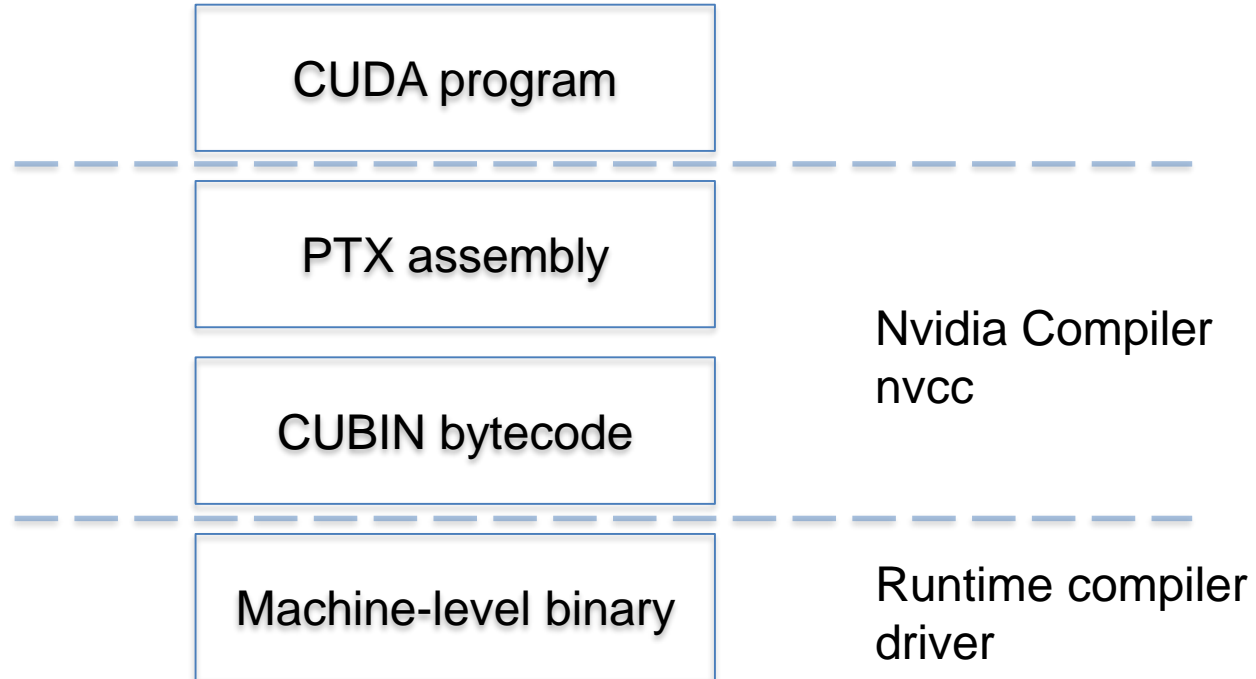 CUDA program
PTX assembly
Nvidia Compiler
nvcc
CUBIN bytecode
Machine-level binary
Runtime compiler
driver